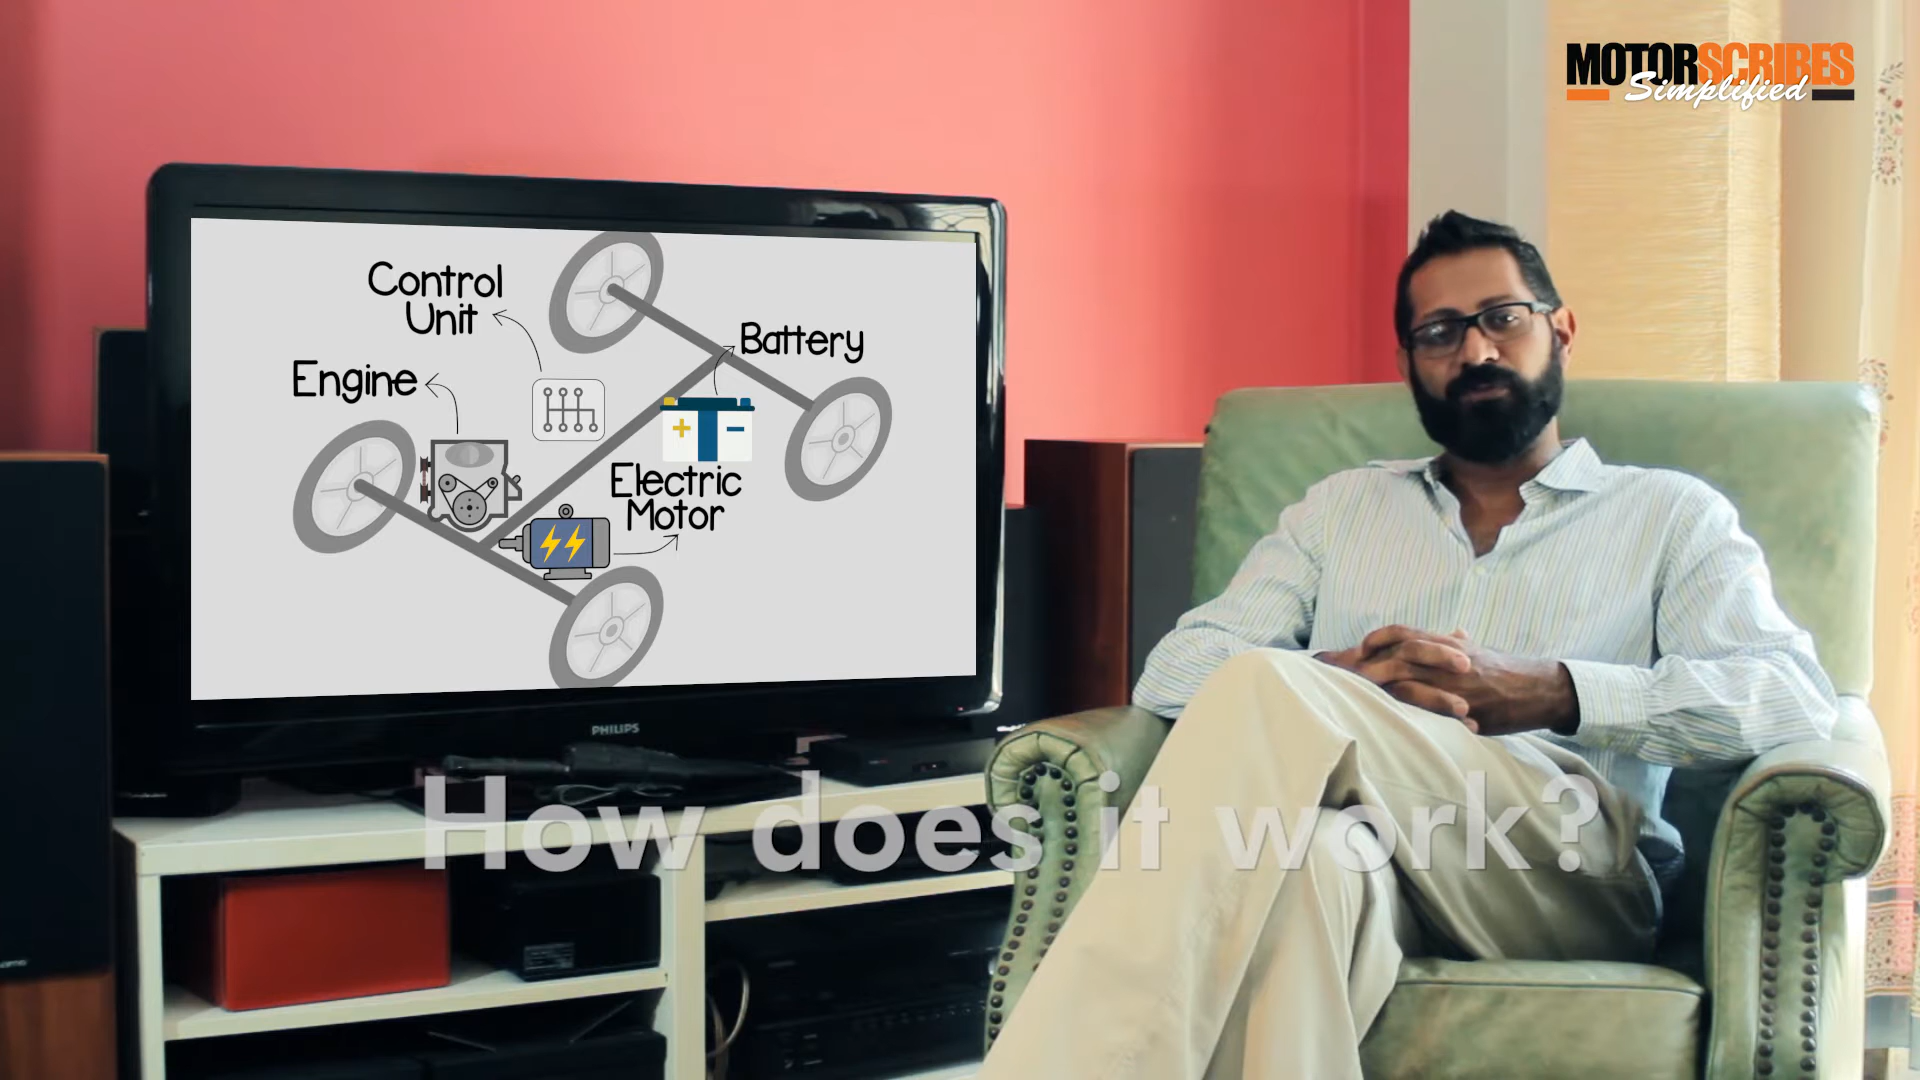 MOTORSCRIBES
Simplified
Control
Unit
Battery
Engine
Electric
Motor
PHILIPS
How does it work?